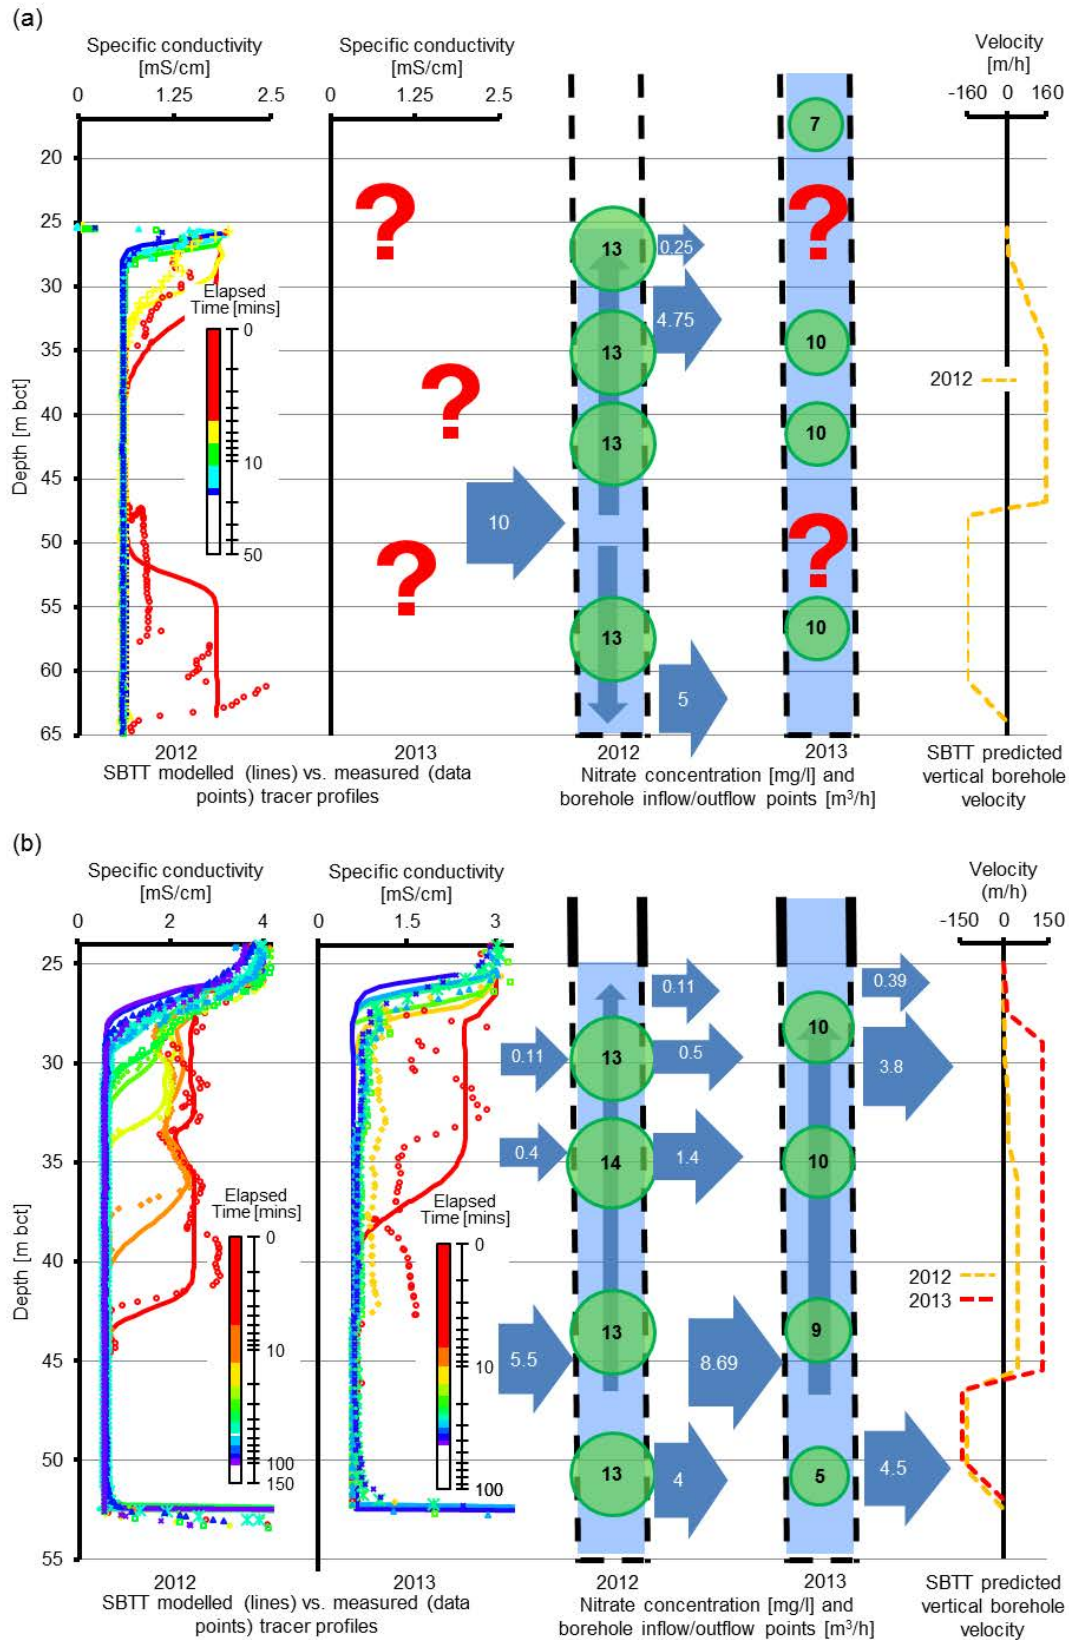 (a)
Specific conductivity
[mS/cm]
Specific conductivity
[mS/cm]
Velocity
[m/h]
0 1.25 2.5
0 1.25 2.5
-160 0 160
20
25
30
35
40
45
50
55
60
65
Depth [m bct]
Elapsed
Time [mins]
0
10
50
?
?
?
10
13
13
13
13
0.25
4.75
5
7
?
10
10
?
10
2012
2012
2013
2012
2013
SBTT modelled (lines) vs. measured (data
points) tracer profiles
Nitrate concentration [mg/l] and
borehole inflow/outflow points [m³/h]
SBTT predicted
vertical borehole
velocity
(b)
Specific conductivity
[mS/cm]
Specific conductivity
[mS/cm]
Velocity
(m/h)
0 2 4
0 1.5 3
-150 0 150
25
30
35
40
45
50
55
Depth [m bct]
Elapsed
Time [mins]
0
10
100
150
Elapsed
Time [mins]
0
10
100
0.11
0.4
5.5
13
14
13
13
0.11
0.5
1.4
8.69
4
10
10
9
5
0.39
3.8
4.5
2012
2013
2012
2013
2012
2013
SBTT modelled (lines) vs. measured (data
points) tracer profiles
Nitrate concentration [mg/l] and
borehole inflow/outflow points [m³/h]
SBTT predicted
vertical borehole
velocity